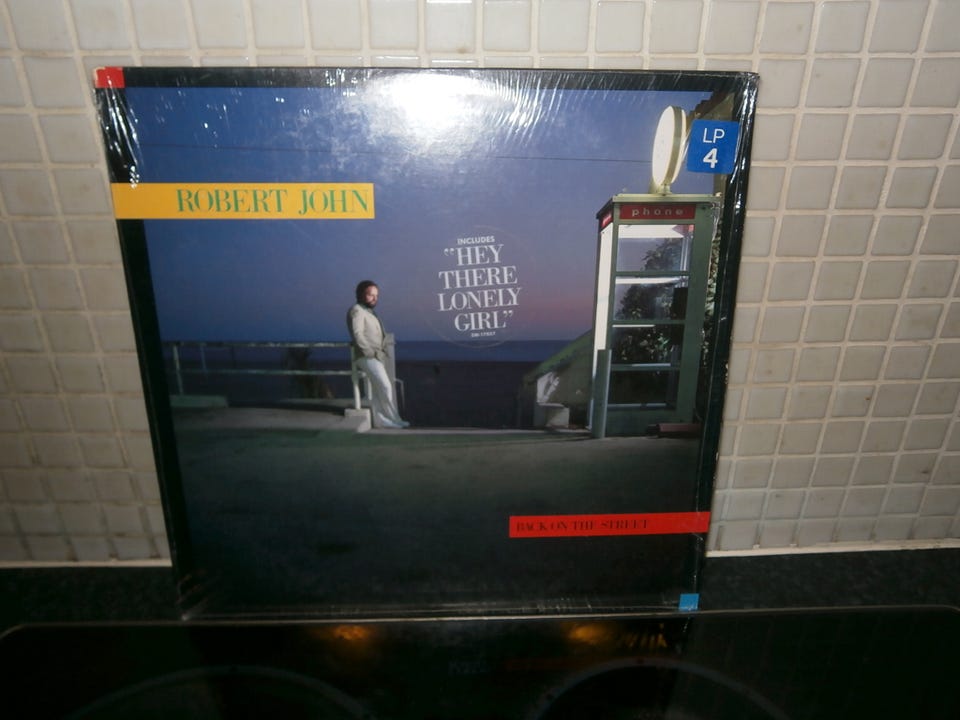 LP
4
ROBERT JOHN
phone
INCLUDES
"HEY
THERE
LONELY
GIRL"
BACK ON THE STREET